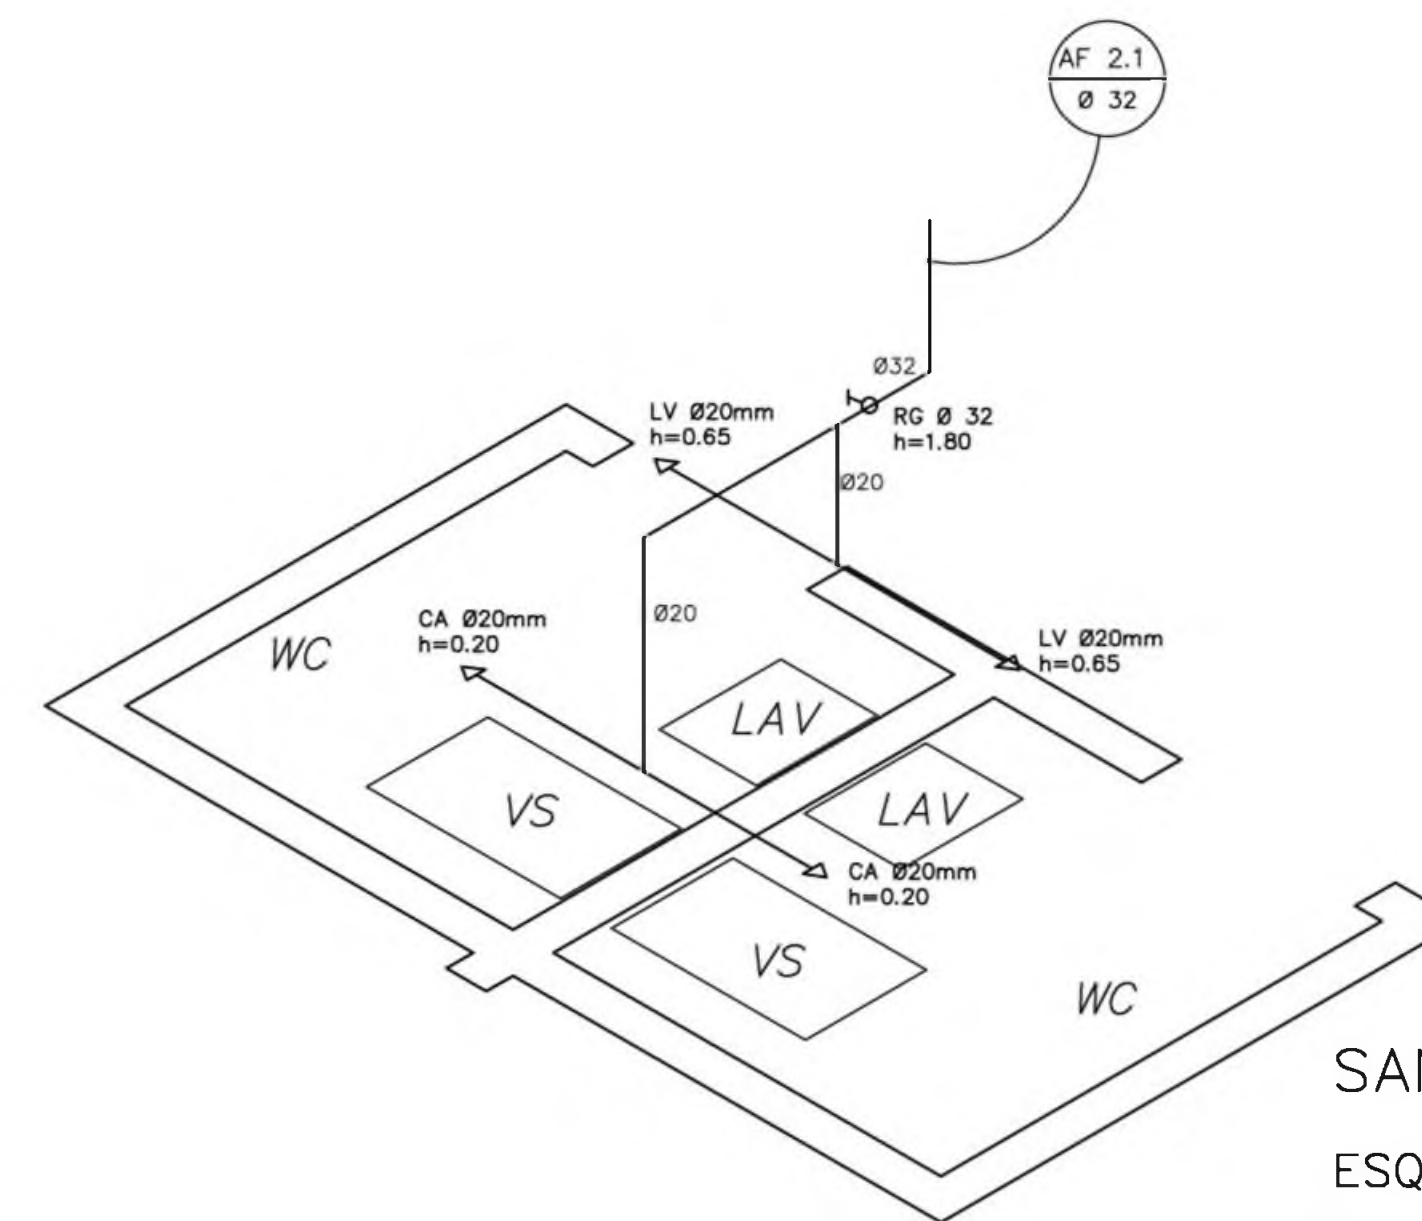 AF 2.1
Ø 32
Ø32
LV Ø20mm
h=0.65
RG Ø 32
h=1.80
Ø20
Ø20
CA Ø20mm
h=0.20
WC
LV Ø20mm
h=0.65
LAV
VS
LAV
CA Ø20mm
h=0.20
VS
WC
ESQ